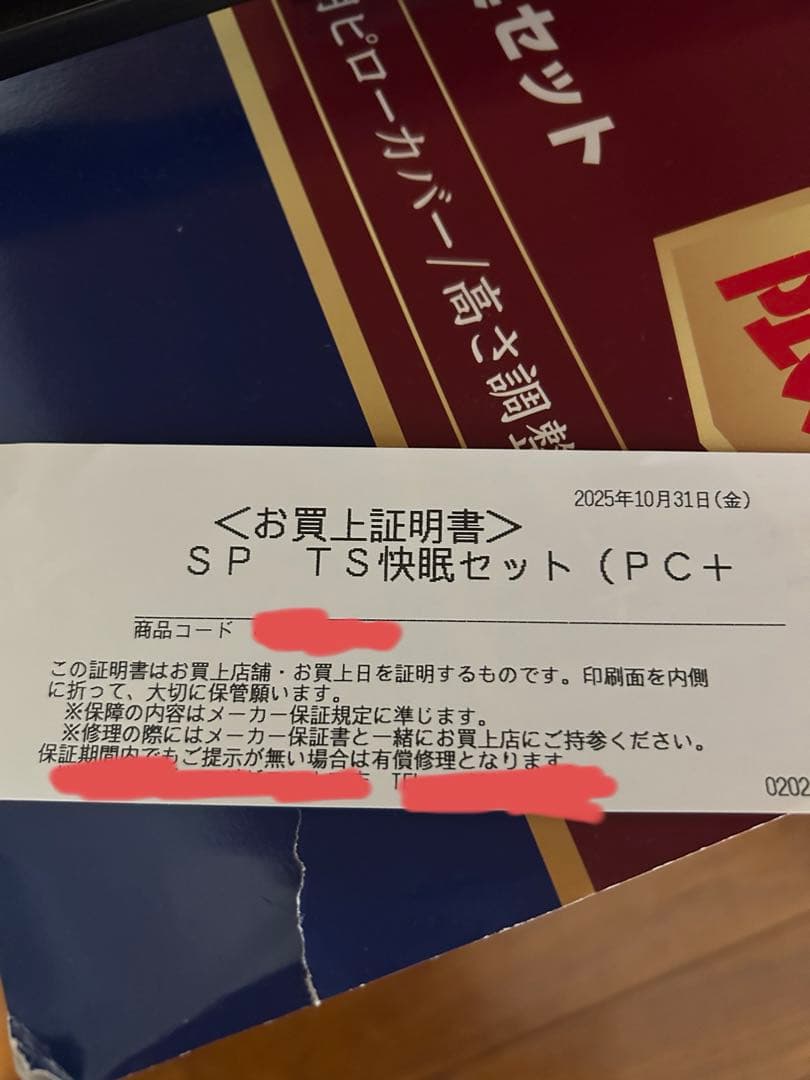 セット
ピローカバー/高さ調整
2025年10月31日(金)
<お買上証明書>
SP TS快眠セット(PC+
商品コード
この証明書はお買上店舗・お買上日を証明するものです。印刷面を内側
に折って、大切に保管願います。
※保障の内容はメーカー保証規定に準じます。
※修理の際にはメーカー保証書と一緒にお買上店にご持参ください。
保証期間内でもご提示が無い場合は有償修理となります。
0202